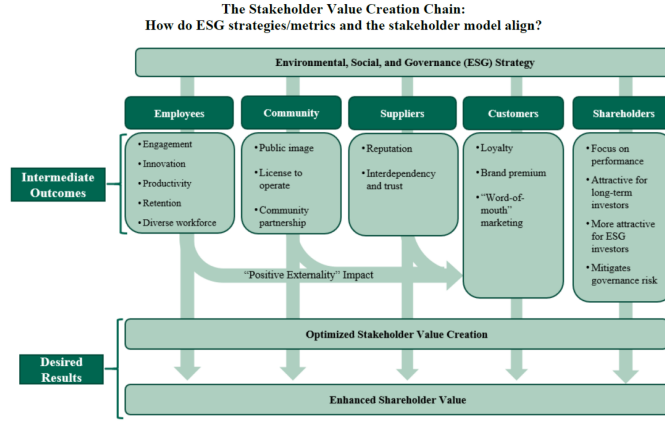 The Stakeholder Value Creation Chain:
How do ESG strategies/metrics and the stakeholder model align?
Environmental, Social, and Governance (ESG) Strategy
Employees
Community
Suppliers
Customers
Shareholders
Intermediate
Outcomes
• Engagement
• Innovation
• Productivity
• Retention
• Diverse workforce
• Public image
• License to
operate
• Community
partnership
• Reputation
• Interdependency
and trust
• Loyalty
• Brand premium
• “Word-of-
mouth”
marketing
• Focus on
performance
• Attractive for
long-term
investors
• More attractive
for ESG
investors
• Mitigates
governance risk
“Positive Externality” Impact
Desired
Results
Optimized Stakeholder Value Creation
Enhanced Shareholder Value